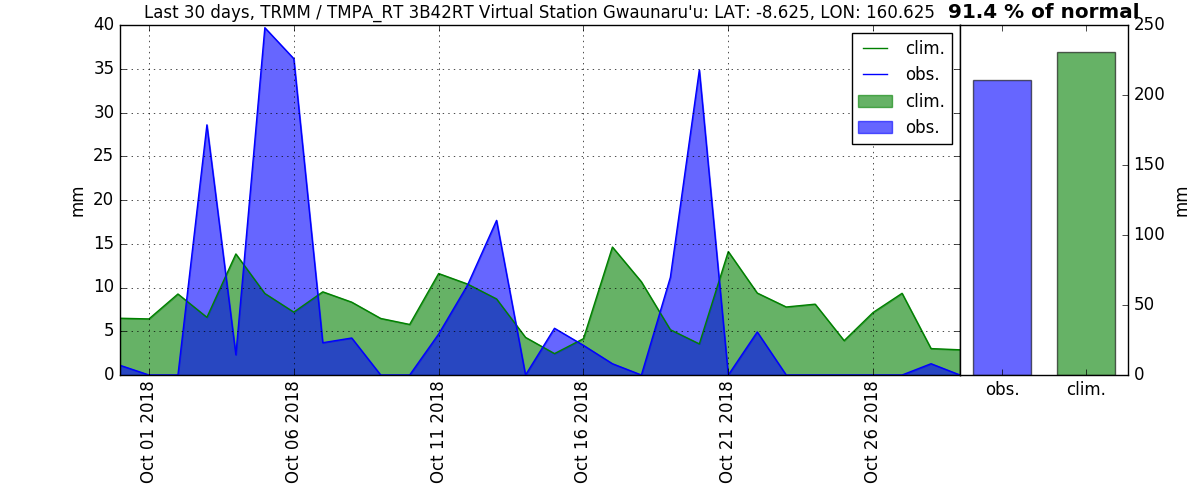 Last 30 days, TRMM / TMPA_RT 3B42RT Virtual Station Gwaunaru'u: LAT: -8.625, LON: 160.625
91.4 % of normal
40
35
30
25
20
15
10
5
0
mm
clim.
obs.
clim.
obs.
Oct 01 2018
Oct 06 2018
Oct 11 2018
Oct 16 2018
Oct 21 2018
Oct 26 2018
250
200
150
100
50
0
mm
obs.
clim.